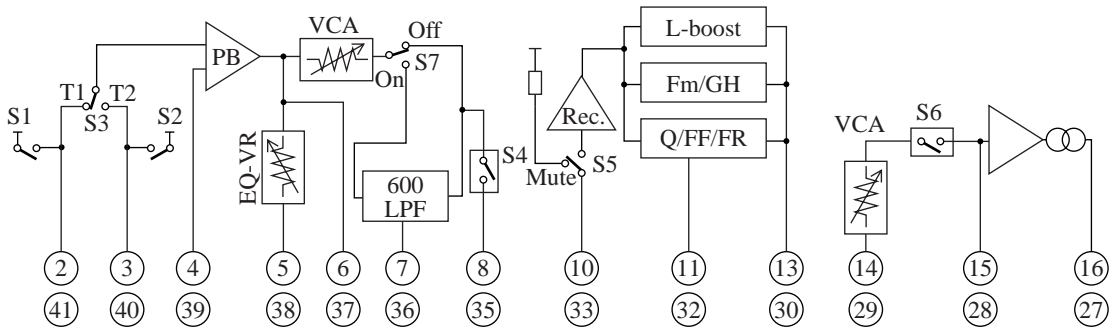 VCA
Off
L-boost
PB
S7
T1
T2
On
Fm/GH
S1
S3
S2
Rec.
S6
EQ-VR
S4
Q/FF/FR
VCA
600
LPF
Mute
S5
2 3 4 5 6 7 8 10 11 13 14 15 16
41 40 39 38 37 36 35 33 32 30 29 28 27